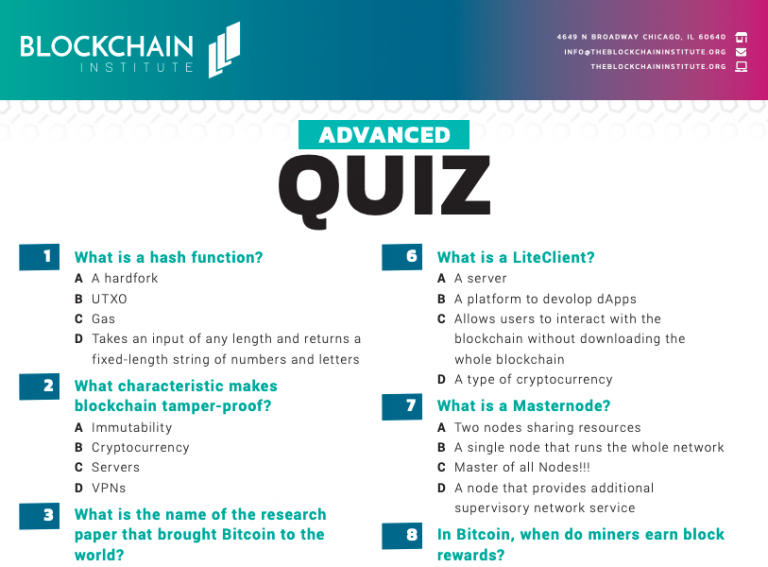 BLOCKCHAIN
INSTITUTE
4649 N BROADWAY CHICAGO, IL 60640
INFO@THEBLOCKCHAININSTITUTE.ORG
THEBLOCKCHAININSTITUTE.ORG
ADVANCED
QUIZ
1 What is a hash function?
A A hardfork
B UTXO
C Gas
D Takes an input of any length and returns a
fixed-length string of numbers and letters
2 What characteristic makes
blockchain tamper-proof?
A Immutability
B Cryptocurrency
C Servers
D VPNs
3 What is the name of the research
paper that brought Bitcoin to the
world?
6 What is a LiteClient?
A A server
B A platform to devolop dApps
C Allows users to interact with the
blockchain without downloading the
whole blockchain
D A type of cryptocurrency
7 What is a Masternode?
A Two nodes sharing resources
B A single node that runs the whole network
C Master of all Nodes!!!
D A node that provides additional
supervisory network service
8 In Bitcoin, when do miners earn block
rewards?